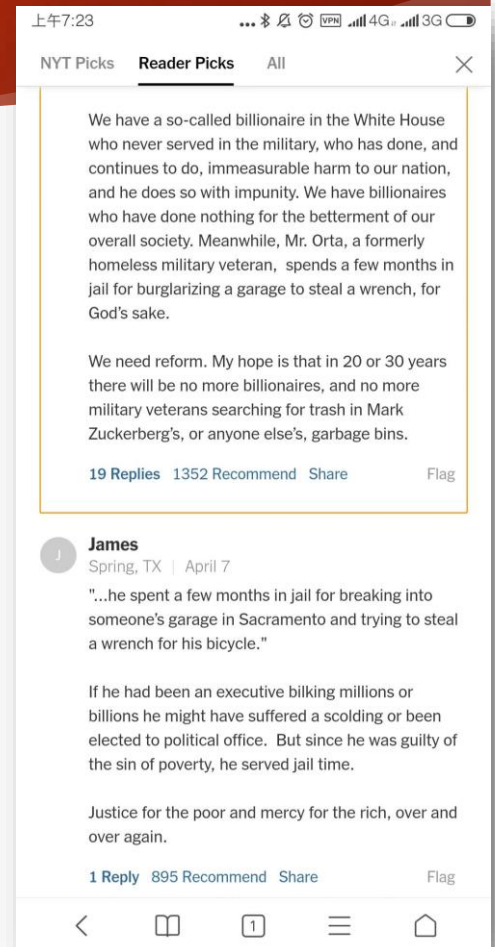 上午7:23 ... VPN 4G 3G
NYT Picks Reader Picks All
We have a so-called billionaire in the White House
who never served in the military, who has done, and
continues to do, immeasurable harm to our nation,
and he does so with impunity. We have billionaires
who have done nothing for the betterment of our
overall society. Meanwhile, Mr. Orta, a formerly
homeless military veteran, spends a few months in
jail for burglarizing a garage to steal a wrench, for
God's sake.
We need reform. My hope is that in 20 or 30 years
there will be no more billionaires, and no more
military veterans searching for trash in Mark
Zuckerberg's, or anyone else's, garbage bins.
19 Replies 1352 Recommend Share Flag
J James
Spring, TX | April 7
"...he spent a few months in jail for breaking into
someone's garage in Sacramento and trying to steal
a wrench for his bicycle."
If he had been an executive bilking millions or
billions he might have suffered a scolding or been
elected to political office. But since he was guilty of
the sin of poverty, he served jail time.
Justice for the poor and mercy for the rich, over and
over again.
1 Reply 895 Recommend Share Flag
1